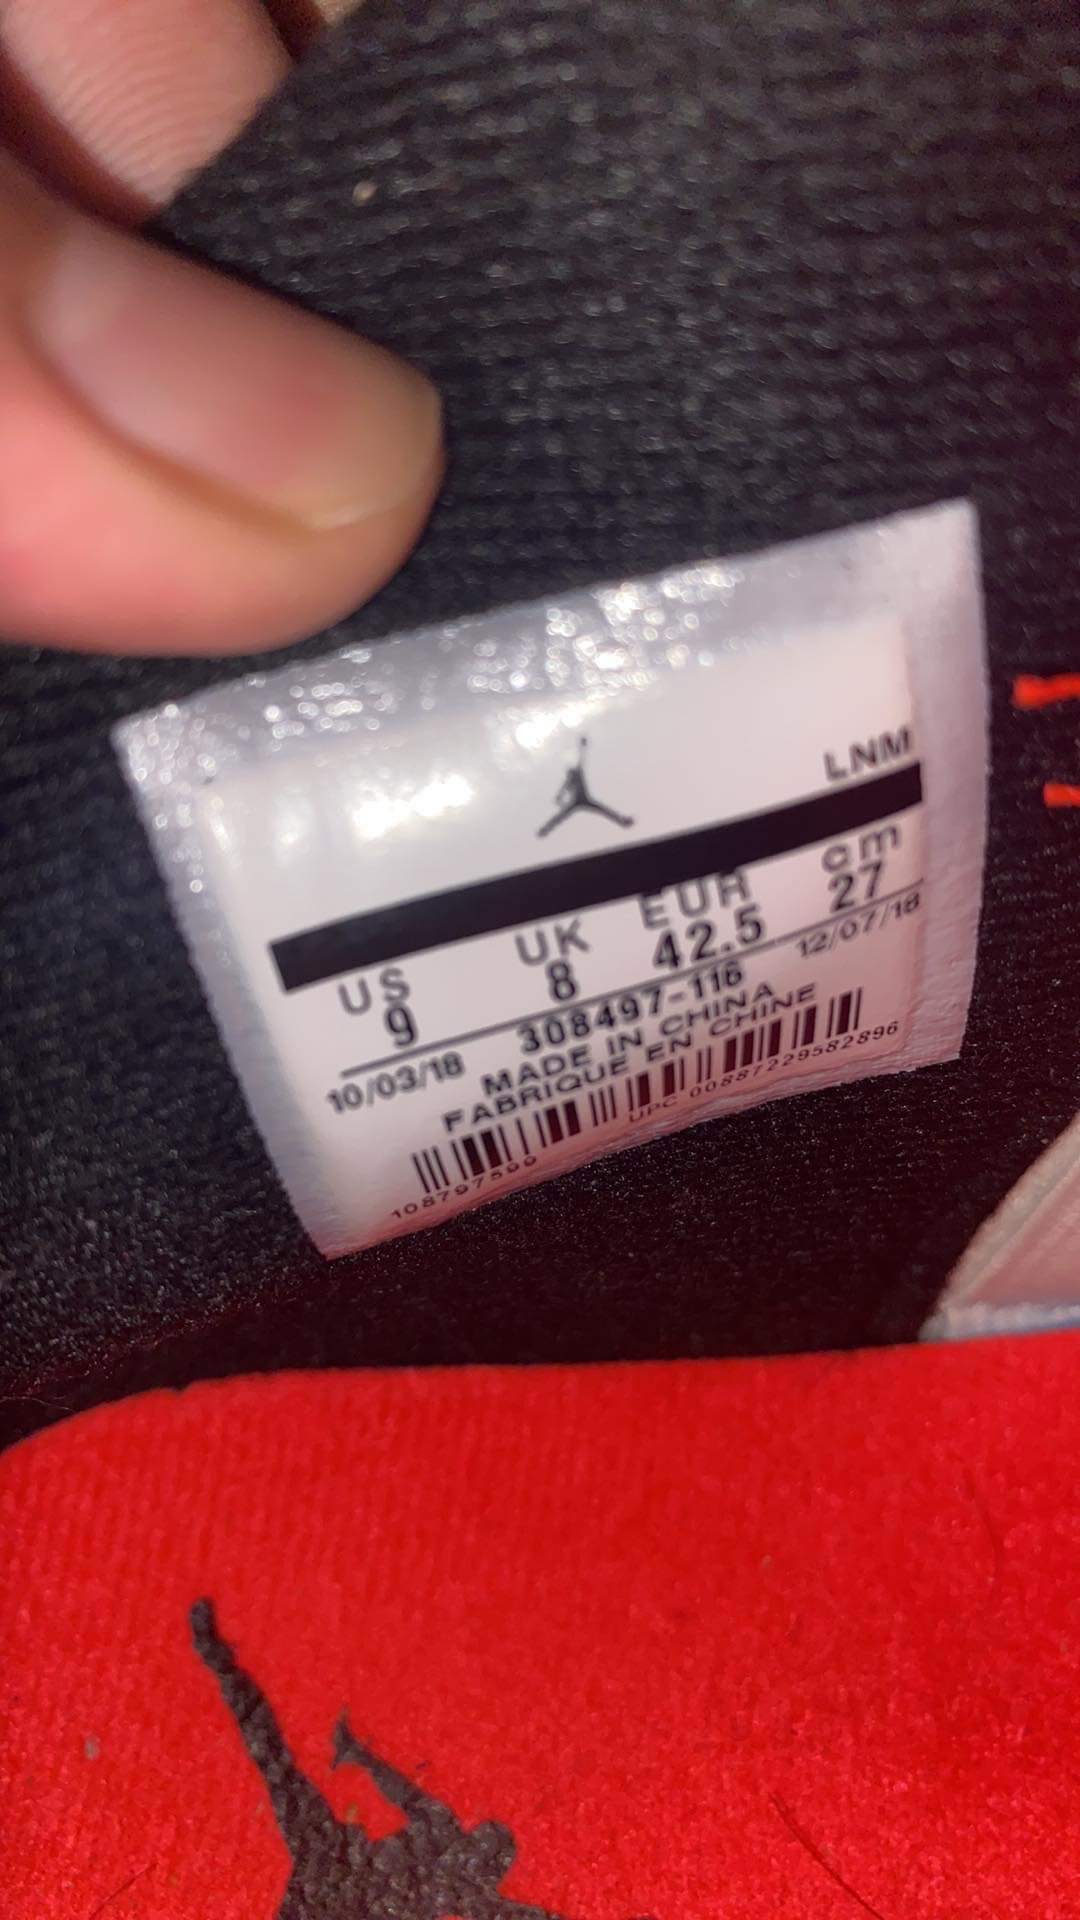 LNM
US UK EUR cm
9 8 42.5 27
10/03/18 308497-116 12/07/18
MADE IN CHINA
FABRIQUE EN CHINE
108797599 UPC 00887229582896